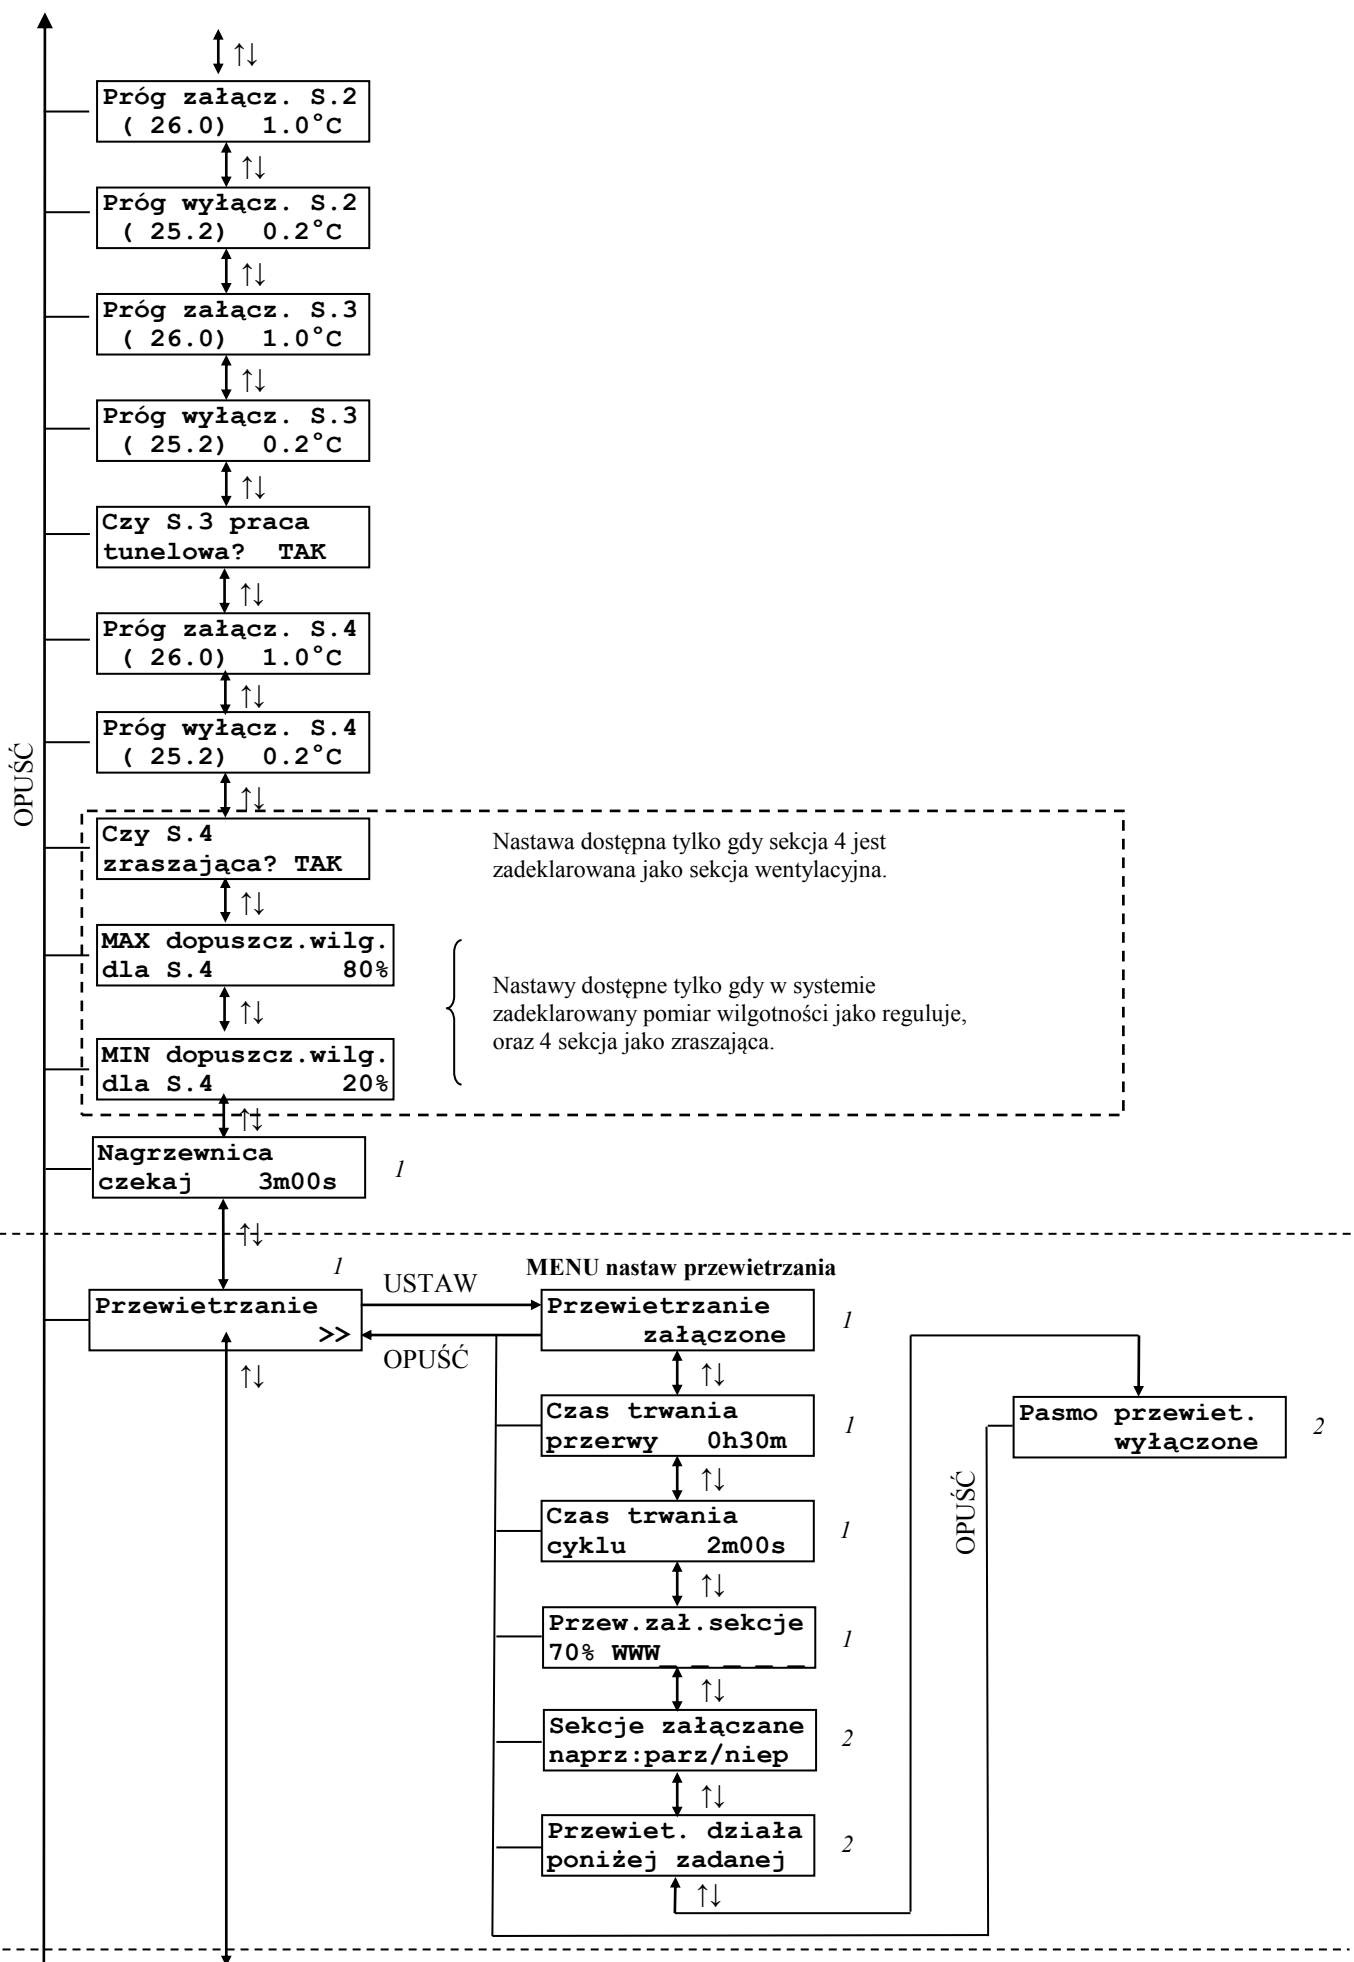 ↑↓
Próg załącz. S.2
( 26.0) 1.0°C
↑↓
Próg wyłącz. S.2
( 25.2) 0.2°C
↑↓
Próg załącz. S.3
( 26.0) 1.0°C
↑↓
Próg wyłącz. S.3
( 25.2) 0.2°C
↑↓
Czy S.3 praca
tunelowa? TAK
↑↓
Próg załącz. S.4
( 26.0) 1.0°C
↑↓
Próg wyłącz. S.4
( 25.2) 0.2°C
OPUŚĆ
↑↓
Czy S.4
zraszająca? TAK
Nastawa dostępna tylko gdy sekcja 4 jest
zadeklarowana jako sekcja wentylacyjna.
↑↓
MAX dopuszcz.wilg.
dla S.4 80%
↑↓
Nastawy dostępne tylko gdy w systemie
zadeklarowany pomiar wilgotności jako reguluje,
oraz 4 sekcja jako zraszająca.
MIN dopuszcz.wilg.
dla S.4 20%
↑↓
Nagrzewnica
czekaj 3m00s
1
↑↓
1
Przewietrzanie
>>
↑↓
USTAW
OPUŚĆ
MENU nastaw przewietrzania
Przewietrzanie
załączone
1
↑↓
Czas trwania
przerwy 0h30m
1
↑↓
Czas trwania
cyklu 2m00s
1
↑↓
Przew.zał.sekcje
70% WWW_ _ _ _ _
1
↑↓
Sekcje załączane
naprz:parz/niep
2
↑↓
Przewiet. działa
poniżej zadanej
2
↑↓
Pasmo przewiet.
wyłączone
2
OPUŚĆ